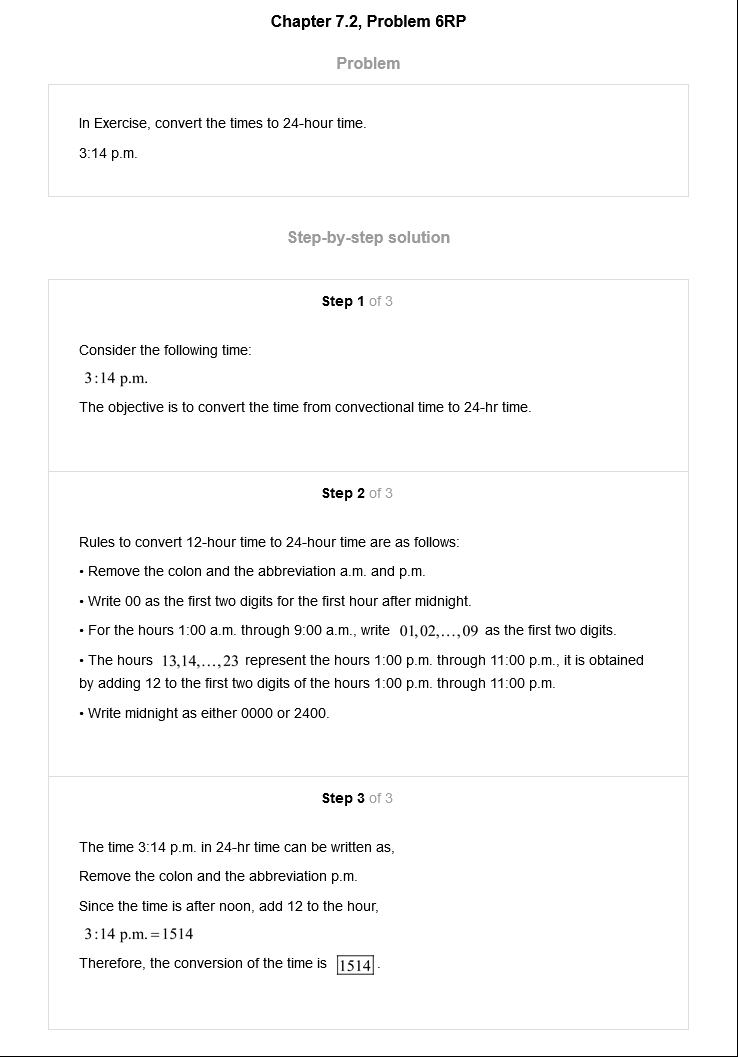 Chapter 7.2, Problem 6RP
Problem
In Exercise, convert the times to 24-hour time.
3:14 p.m.
Step-by-step solution
Step 1 of 3
Consider the following time:
3:14 p.m.
The objective is to convert the time from convectional time to 24-hr time.
Step 2 of 3
Rules to convert 12-hour time to 24-hour time are as follows:
• Remove the colon and the abbreviation a.m. and p.m.
• Write 00 as the first two digits for the first hour after midnight.
• For the hours 1:00 a.m. through 9:00 a.m., write 01,02,...,09 as the first two digits.
• The hours 13,14,...,23 represent the hours 1:00 p.m. through 11:00 p.m., it is obtained
by adding 12 to the first two digits of the hours 1:00 p.m. through 11:00 p.m.
• Write midnight as either 0000 or 2400.
Step 3 of 3
The time 3:14 p.m. in 24-hr time can be written as,
Remove the colon and the abbreviation p.m.
Since the time is after noon, add 12 to the hour,
3:14 p.m. = 1514
Therefore, the conversion of the time is 1514.